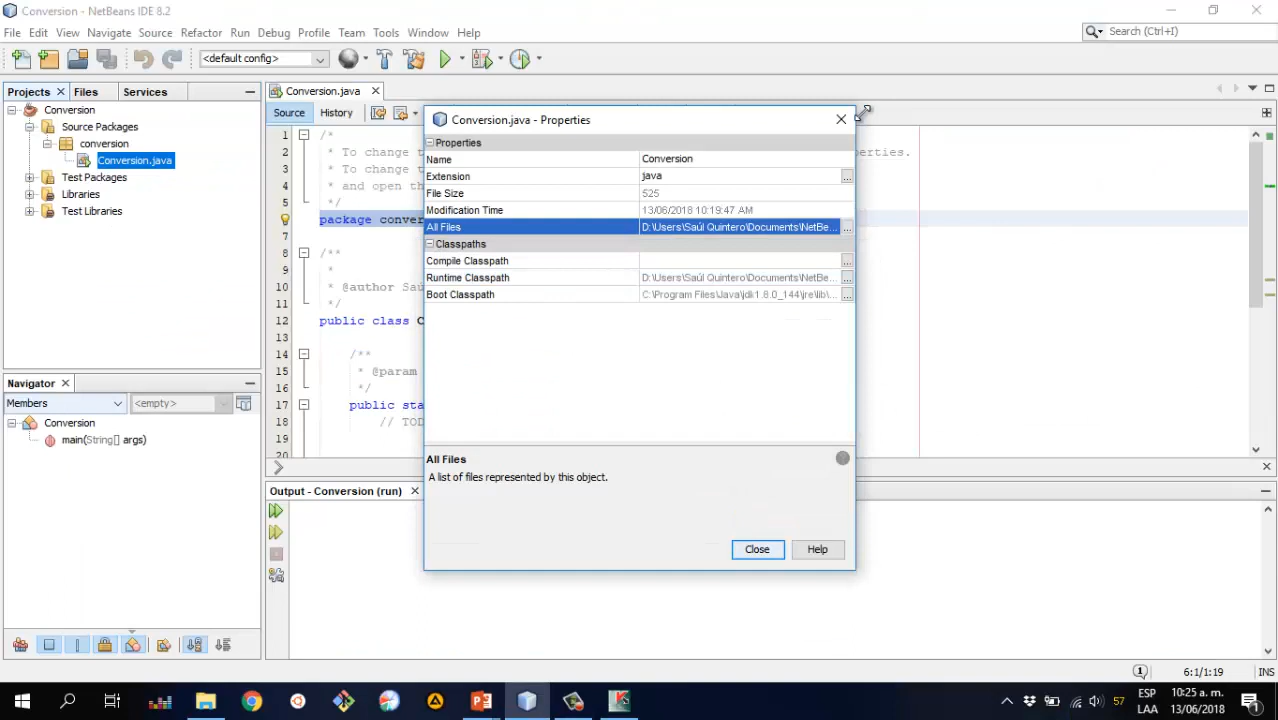 Conversion - NetBeans IDE 8.2
File Edit View Navigate Source Refactor Run Debug Profile Team Tools Window Help
Search (Ctrl+I)
<default config>
Projects Files Services
Conversion
Source Packages
conversion
Conversion.java
Test Packages
Libraries
Test Libraries
Navigator
Members <empty>
Conversion
main(String[] args)
Conversion.java
Source History
1 /*
2 * To change t perties.
3 * To change t
4 * and open th
5 */
package conver
7
8 /**
9 *
10 * @author Sa
11 */
12 public class C
13
14 /**
15 * @param
16 */
17 public sta
18 // TOD
19
20
Conversion.java - Properties
Properties
Name Conversion
Extension java ...
File Size 525
Modification Time 13/06/2018 10:19:47 AM
All Files D:\Users\Saúl Quintero\Documents\NetBe... ...
Classpaths
Compile Classpath ...
Runtime Classpath D:\Users\Saúl Quintero\Documents\NetBe... ...
Boot Classpath C:\Program Files\Java\jdk1.8.0_144\jre\lib\... ...
All Files
A list of files represented by this object.
Close Help
Output - Conversion (run)
1 6:1/1:19 INS
57 ESP 10:25 a. m.
LAA 13/06/2018 1